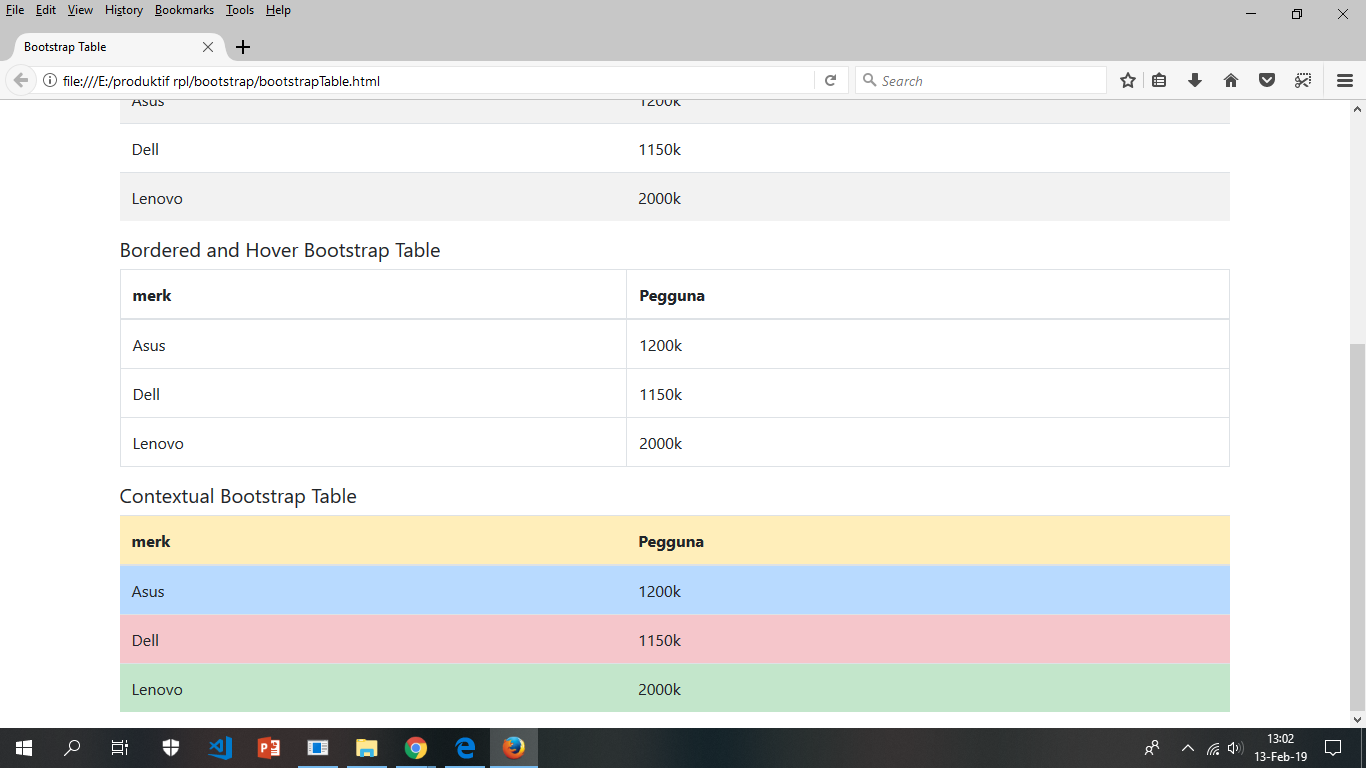 File Edit View History Bookmarks Tools Help
Bootstrap Table
file:///E:/produktif rpl/bootstrap/bootstrapTable.html Search
Asus 1200k
Dell 1150k
Lenovo 2000k
Bordered and Hover Bootstrap Table
merk Pegguna
Asus 1200k
Dell 1150k
Lenovo 2000k
Contextual Bootstrap Table
merk Pegguna
Asus 1200k
Dell 1150k
Lenovo 2000k
13:02
13-Feb-19